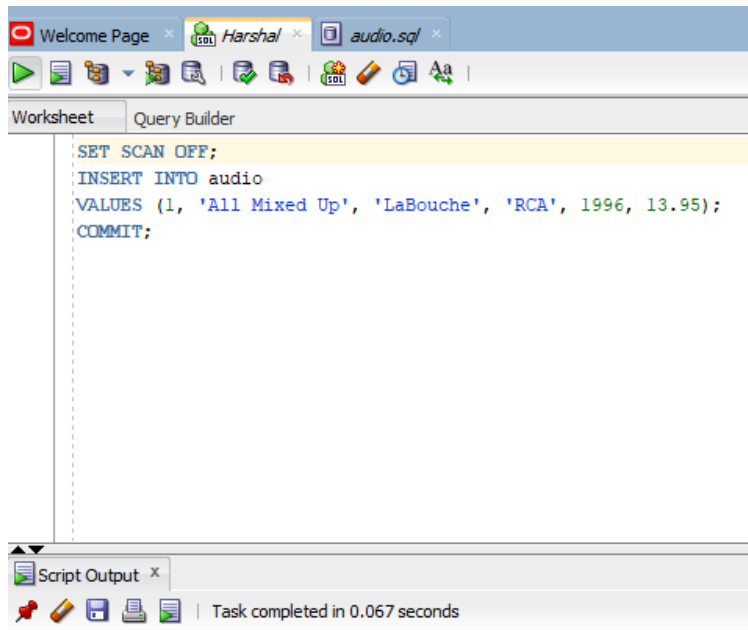 Welcome Page Harshal audio.sql
Worksheet Query Builder
SET SCAN OFF;
INSERT INTO audio
VALUES (1, 'All Mixed Up', 'LaBouche', 'RCA', 1996, 13.95);
COMMIT;
Script Output x
Task completed in 0.067 seconds